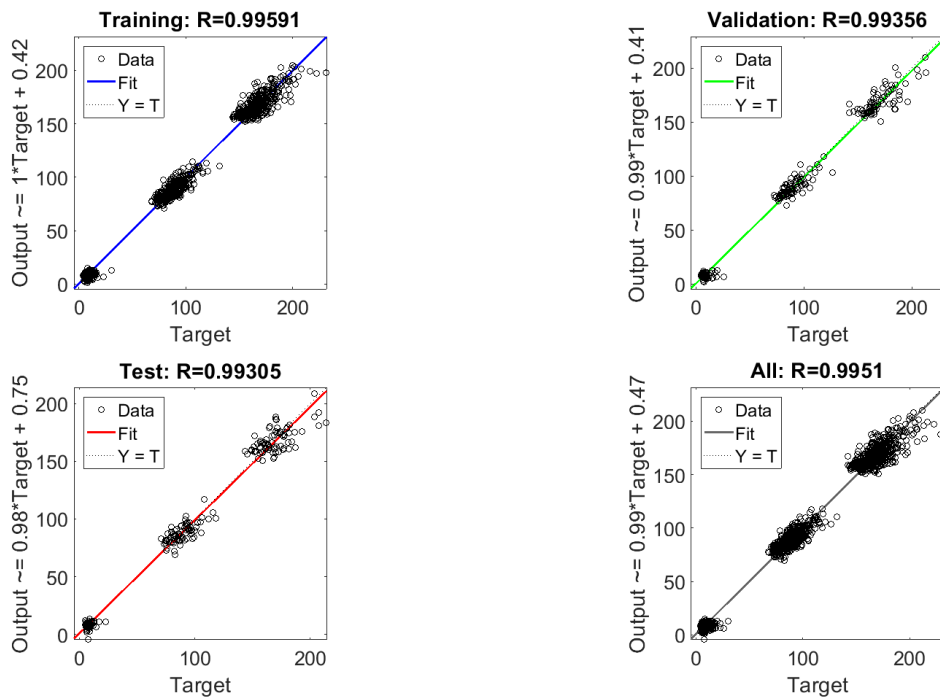 Training: R=0.99591
Output ~= 1*Target + 0.42
200
150
100
50
0
Data
Fit
Y = T
0
100
200
Target
Validation: R=0.99356
Output ~= 0.99*Target + 0.41
200
150
100
50
0
Data
Fit
Y = T
0
100
200
Target
Test: R=0.99305
Output ~= 0.98*Target + 0.75
200
150
100
50
0
Data
Fit
Y = T
0
100
200
Target
All: R=0.9951
Output ~= 0.99*Target + 0.47
200
150
100
50
0
Data
Fit
Y = T
0
100
200
Target